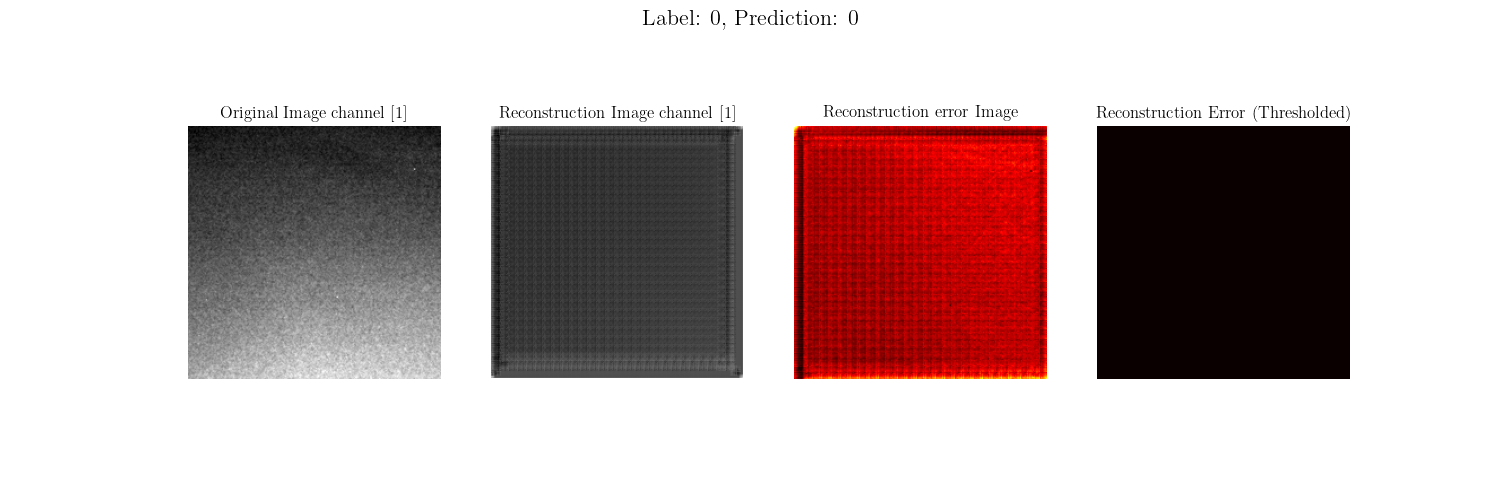 Label: 0, Prediction: 0
Original Image channel [1]
Reconstruction Image channel [1]
Reconstruction error Image
Reconstruction Error (Thresholded)